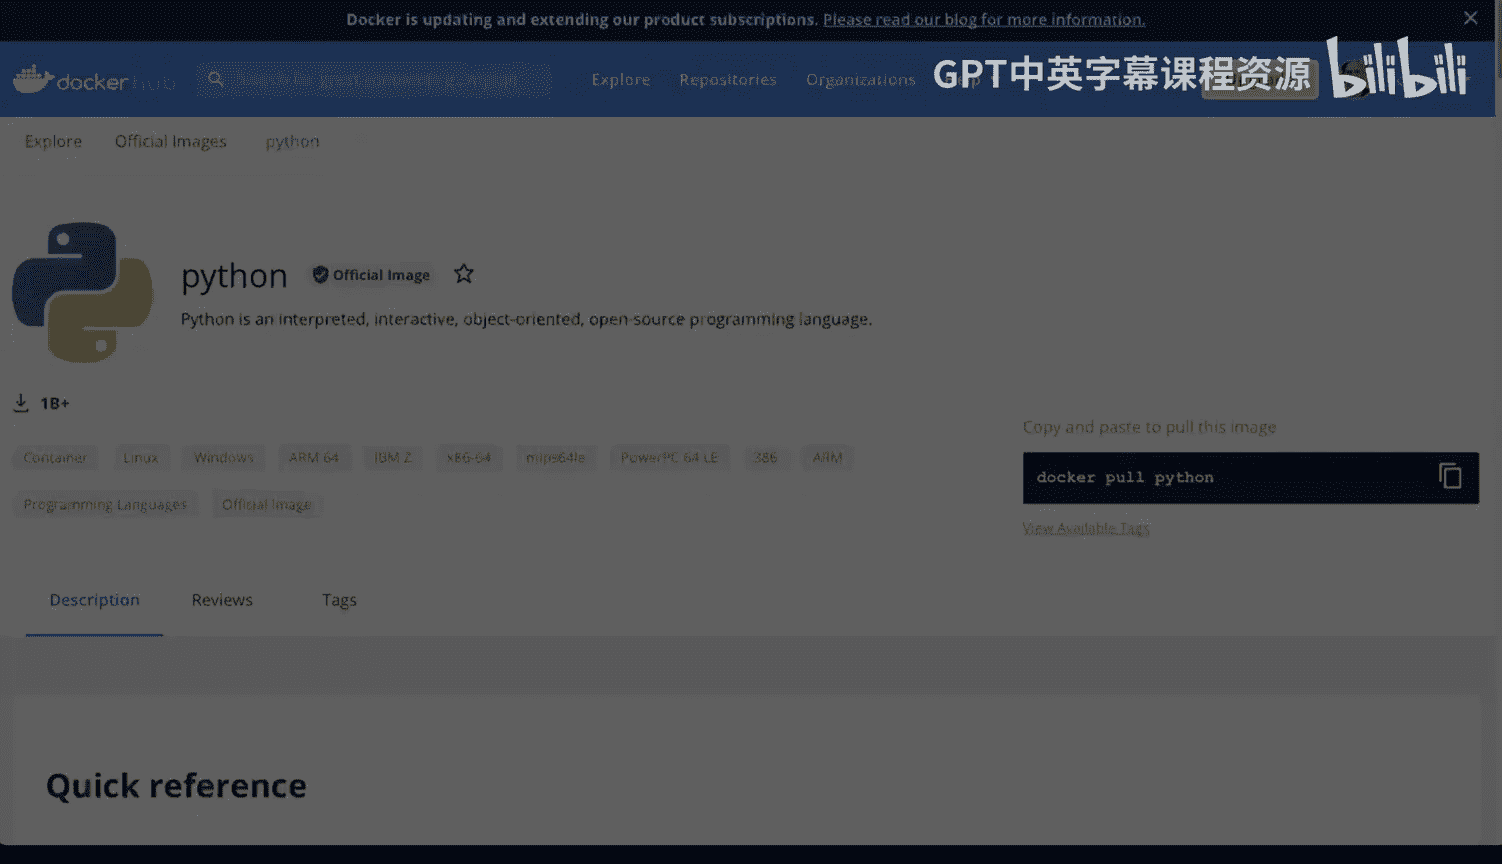 Docker is updating and extending our product subscriptions. Please read our blog for more information.
docker hub
Explore Repositories Organizations
GPT中英字幕课程资源 bilibili
Explore Official Images python
python Official Image
Python is an interpreted, interactive, object-oriented, open-source programming language.
1B+
Copy and paste to pull this image
Container Linux Windows ARM 64 IBM Z x86-64 mips64le PowerPC 64 LE 386 ARM
docker pull python
Programming Languages Official Image
View Available Tags
Description Reviews Tags
Quick reference